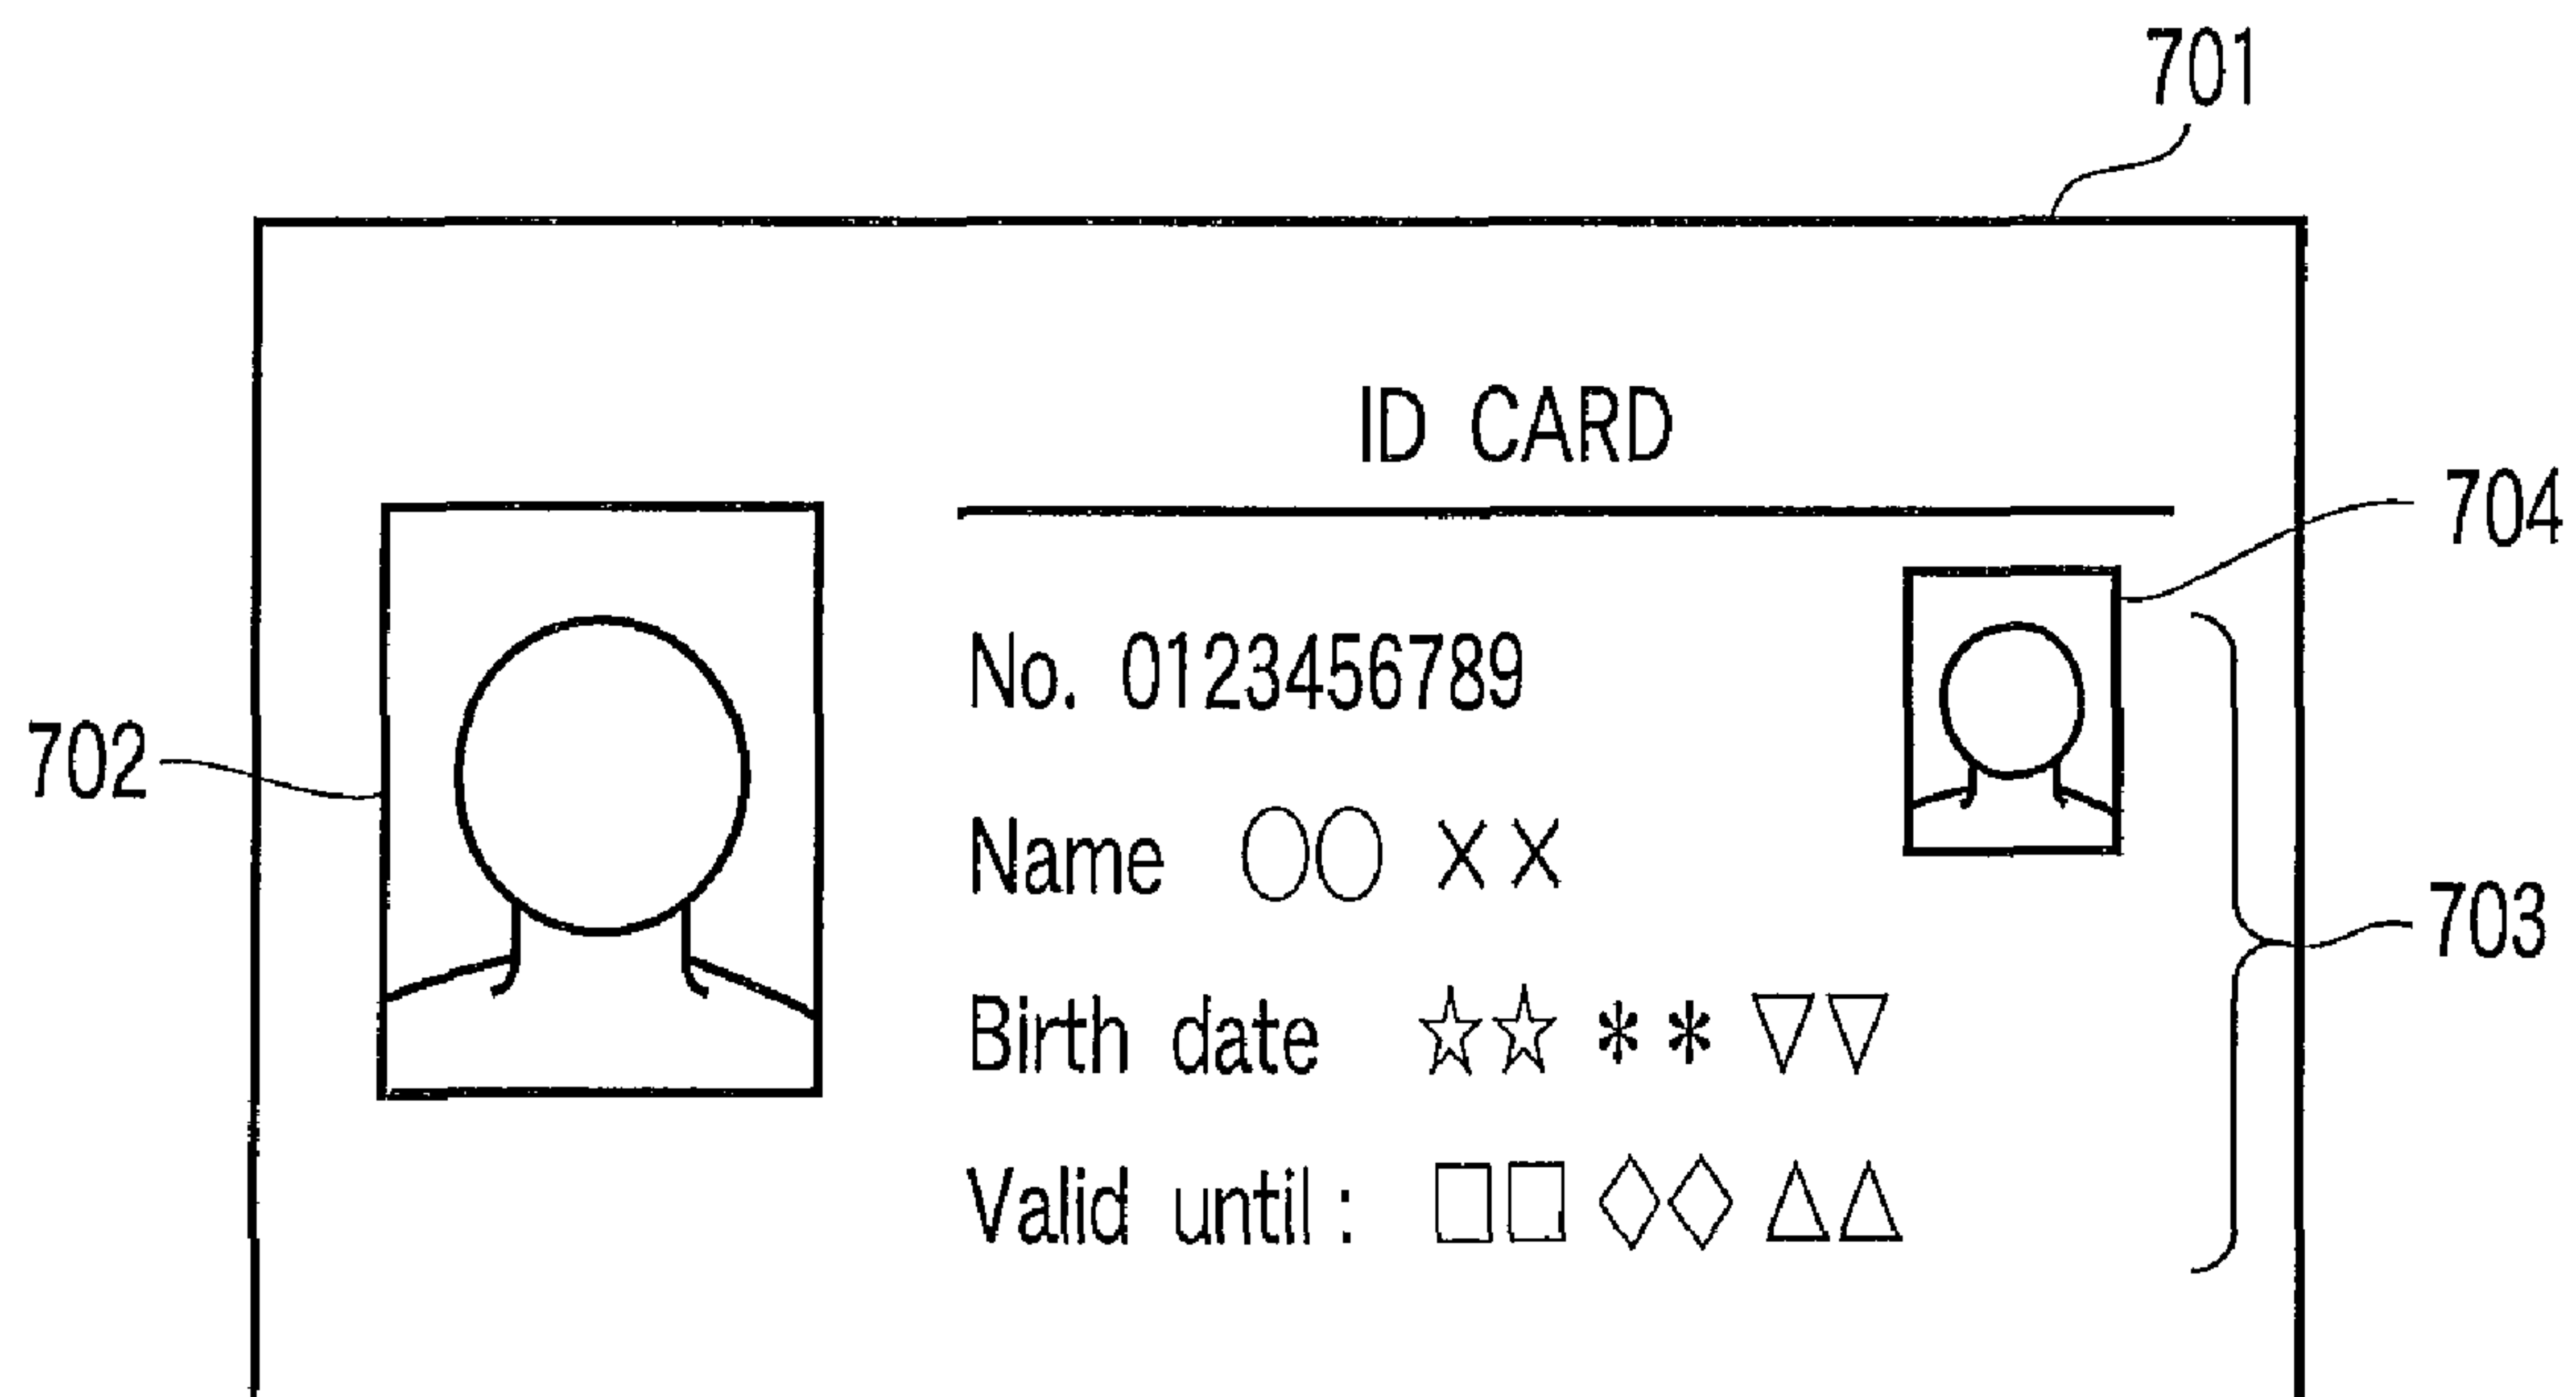 701
ID CARD
704
No. 0123456789
702
Name ○○ ××
703
Birth date ☆☆ ** ▽▽
Valid until : □□ ◇◇ △△